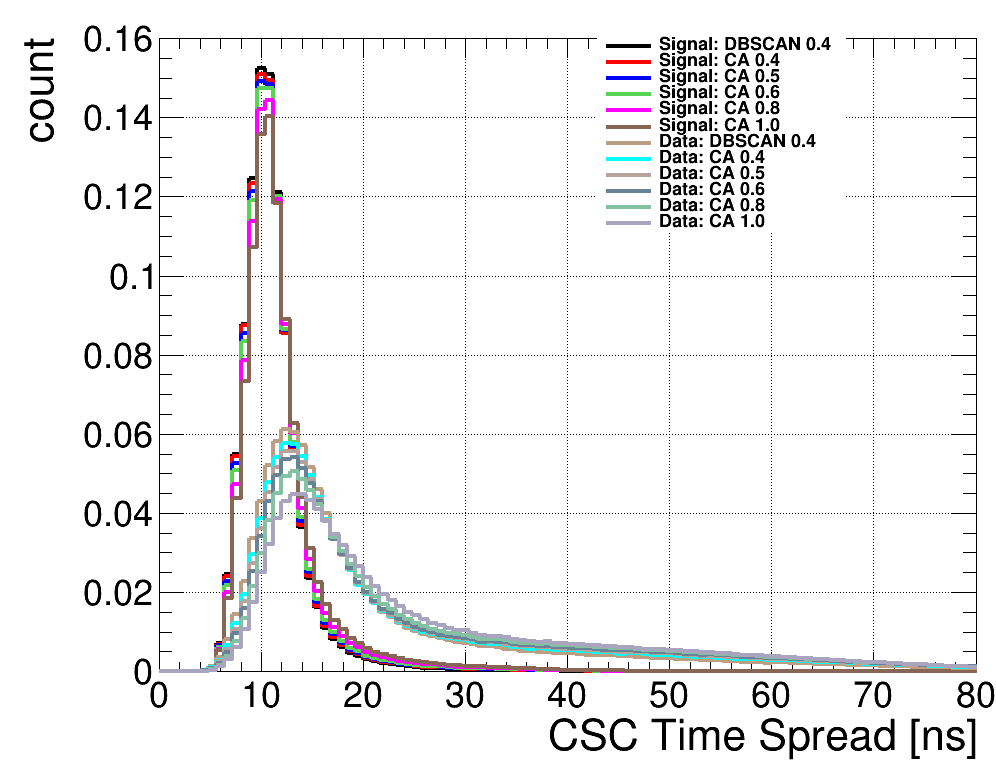 count
0.16
0.14
0.12
0.1
0.08
0.06
0.04
0.02
0
Signal: DBSCAN 0.4
Signal: CA 0.4
Signal: CA 0.5
Signal: CA 0.6
Signal: CA 0.8
Signal: CA 1.0
Data: DBSCAN 0.4
Data: CA 0.4
Data: CA 0.5
Data: CA 0.6
Data: CA 0.8
Data: CA 1.0
0 10 20 30 40 50 60 70 80
CSC Time Spread [ns]